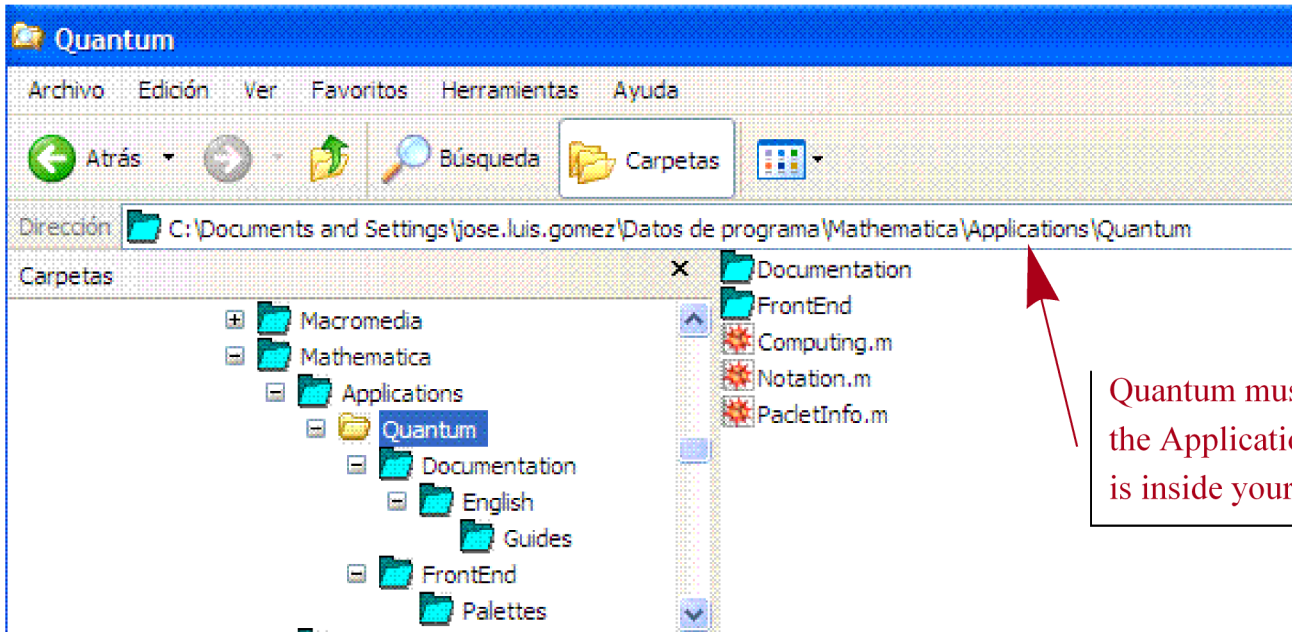 Quantum
Archivo Edición Ver Favoritos Herramientas Ayuda
Atrás Búsqueda Carpetas
Dirección C:\Documents and Settings\jose.luis.gomez\Datos de programa\Mathematica\Applications\Quantum
Carpetas
Macromedia
Mathematica
Applications
Quantum
Documentation
English
Guides
FrontEnd
Palettes
Documentation
FrontEnd
Computing.m
Notation.m
PacletInfo.m
Quantum
the
is inside your